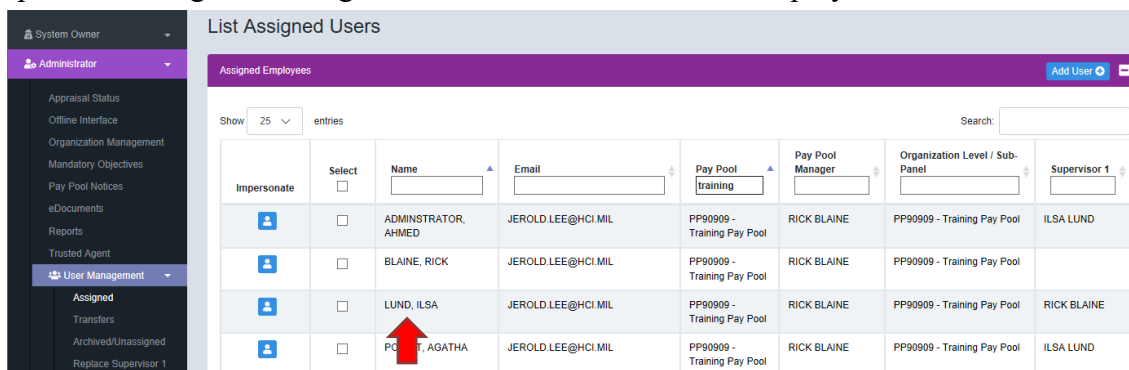 List Assigned Users
System Owner
Administrator
Appraisal Status
Offline Interface
Organization Management
Mandatory Objectives
Pay Pool Notices
eDocuments
Reports
Trusted Agent
User Management
Assigned
Transfers
Archived/Unassigned
Replace Supervisor 1
Assigned Employees
Add User
Show 25 entries
Search:
Impersonate
Select
Name
Email
Pay Pool
training
Pay Pool
Manager
Organization Level / Sub-
Panel
Supervisor 1
ADMINSTRATOR,
AHMED
JEROLD.LEE@HCI.MIL
PP90909 -
Training Pay Pool
RICK BLAINE
PP90909 - Training Pay Pool
ILSA LUND
BLAINE, RICK
JEROLD.LEE@HCI.MIL
PP90909 -
Training Pay Pool
RICK BLAINE
PP90909 - Training Pay Pool
LUND, ILSA
JEROLD.LEE@HCI.MIL
PP90909 -
Training Pay Pool
RICK BLAINE
PP90909 - Training Pay Pool
RICK BLAINE
AGATHA
JEROLD.LEE@HCI.MIL
PP90909 -
Training Pay Pool
RICK BLAINE
PP90909 - Training Pay Pool
ILSA LUND